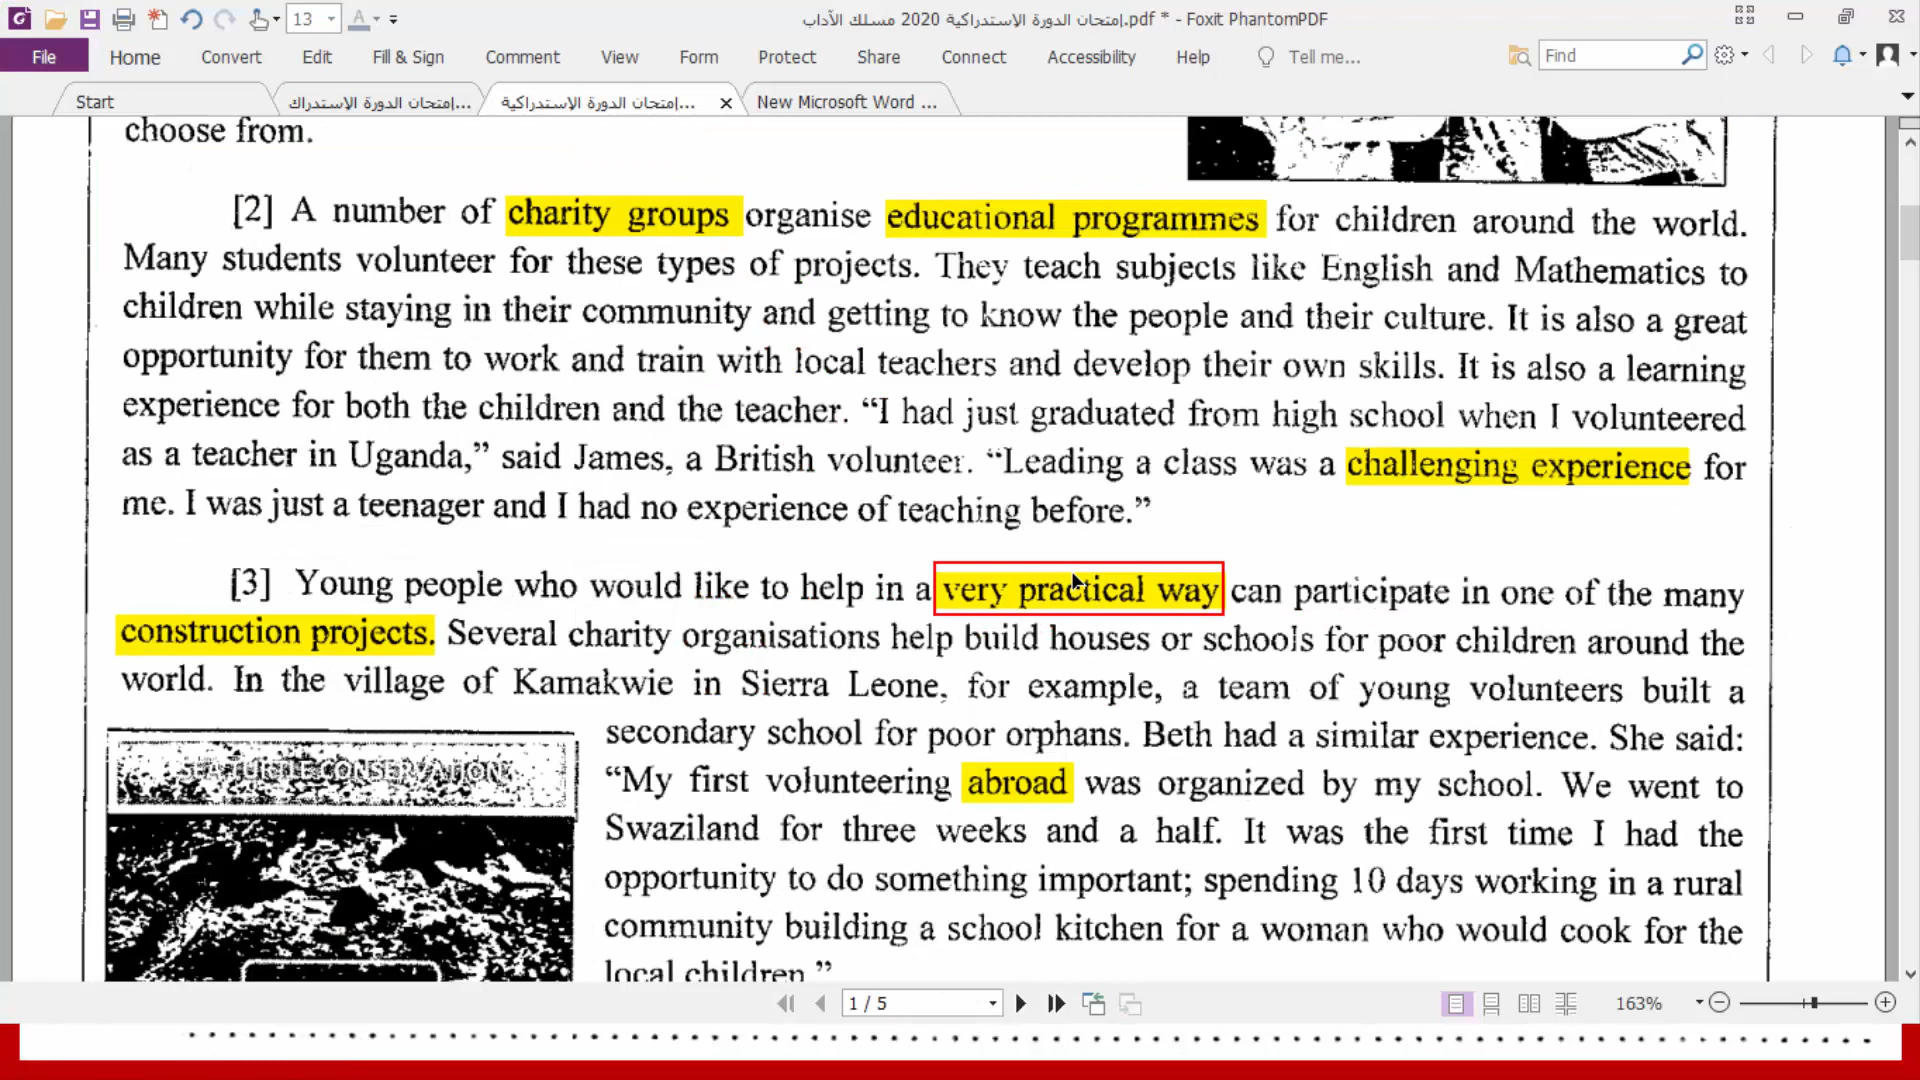 13
إمتحان الدورة الإستدراكية 2020 مسلك الآداب.pdf * - Foxit PhantomPDF
File Home Convert Edit Fill & Sign Comment View Form Protect Share Connect Accessibility Help Tell me... Find
Start إمتحان الدورة الإستدراك... إمتحان الدورة الإستدراكية... New Microsoft Word ...
choose from.
[2] A number of charity groups organise educational programmes for children around the world.
Many students volunteer for these types of projects. They teach subjects like English and Mathematics to
children while staying in their community and getting to know the people and their culture. It is also a great
opportunity for them to work and train with local teachers and develop their own skills. It is also a learning
experience for both the children and the teacher. “I had just graduated from high school when I volunteered
as a teacher in Uganda,” said James, a British volunteer. “Leading a class was a challenging experience for
me. I was just a teenager and I had no experience of teaching before.”
[3] Young people who would like to help in a very practical way can participate in one of the many
construction projects. Several charity organisations help build houses or schools for poor children around the
world. In the village of Kamakwie in Sierra Leone, for example, a team of young volunteers built a
secondary school for poor orphans. Beth had a similar experience. She said:
“My first volunteering abroad was organized by my school. We went to
Swaziland for three weeks and a half. It was the first time I had the
opportunity to do something important; spending 10 days working in a rural
community building a school kitchen for a woman who would cook for the
local children.”
SEA TURTLE CONSERVATION
1 / 5
163%